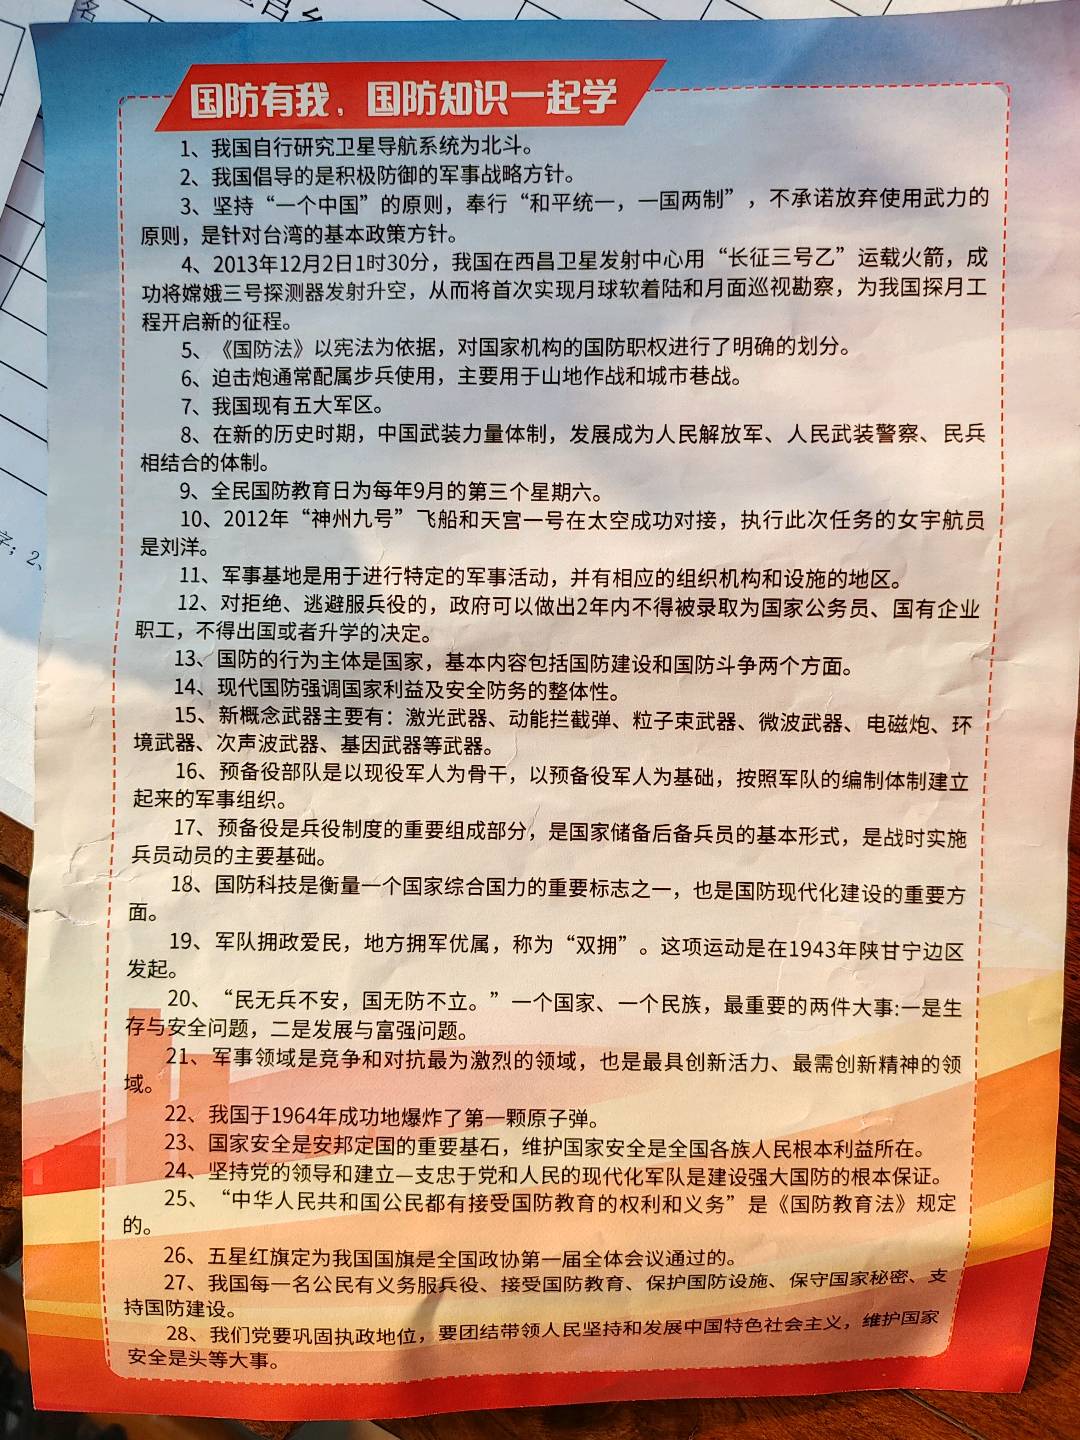 国防有我，国防知识一起学
1、我国自行研究卫星导航系统为北斗。
2、我国倡导的是积极防御的军事战略方针。
3、坚持“一个中国”的原则，奉行“和平统一，一国两制”，不承诺放弃使用武力的
原则，是针对台湾的基本政策方针。
4、2013年12月2日1时30分，我国在西昌卫星发射中心用“长征三号乙”运载火箭，成
功将嫦娥三号探测器发射升空，从而将首次实现月球软着陆和月面巡视勘察，为我国探月工
程开启新的征程。
5、《国防法》以宪法为依据，对国家机构的国防职权进行了明确的划分。
6、迫击炮通常配属步兵使用，主要用于山地作战和城市巷战。
7、我国现有五大军区。
8、在新的历史时期，中国武装力量体制，发展成为人民解放军、人民武装警察、民兵
相结合的体制。
9、全民国防教育日为每年9月的第三个星期六。
10、2012年“神州九号”飞船和天宫一号在太空成功对接，执行此次任务的女宇航员
是刘洋。
11、军事基地是用于进行特定的军事活动，并有相应的组织机构和设施的地区。
12、对拒绝、逃避服兵役的，政府可以做出2年内不得被录取为国家公务员、国有企业
职工，不得出国或者升学的决定。
13、国防的行为主体是国家，基本内容包括国防建设和国防斗争两个方面。
14、现代国防强调国家利益及安全防务的整体性。
15、新概念武器主要有：激光武器、动能拦截弹、粒子束武器、微波武器、电磁炮、环
境武器、次声波武器、基因武器等武器。
16、预备役部队是以现役军人为骨干，以预备役军人为基础，按照军队的编制体制建立
起来的军事组织。
17、预备役是兵役制度的重要组成部分，是国家储备后备兵员的基本形式，是战时实施
兵员动员的主要基础。
18、国防科技是衡量一个国家综合国力的重要标志之一，也是国防现代化建设的重要方
面。
19、军队拥政爱民，地方拥军优属，称为“双拥”。这项运动是在1943年陕甘宁边区
发起。
20、“民无兵不安，国无防不立。”一个国家、一个民族，最重要的两件大事:一是生
存与安全问题，二是发展与富强问题。
21、军事领域是竞争和对抗最为激烈的领域，也是最具创新活力、最需创新精神的领
域。
22、我国于1964年成功地爆炸了第一颗原子弹。
23、国家安全是安邦定国的重要基石，维护国家安全是全国各族人民根本利益所在。
24、坚持党的领导和建立一支忠于党和人民的现代化军队是建设强大国防的根本保证。
25、“中华人民共和国公民都有接受国防教育的权利和义务”是《国防教育法》规定
的。
26、五星红旗定为我国国旗是全国政协第一届全体会议通过的。
27、我国每一名公民有义务服兵役、接受国防教育、保护国防设施、保守国家秘密、支
持国防建设。
28、我们党要巩固执政地位，要团结带领人民坚持和发展中国特色社会主义，维护国家
安全是头等大事。